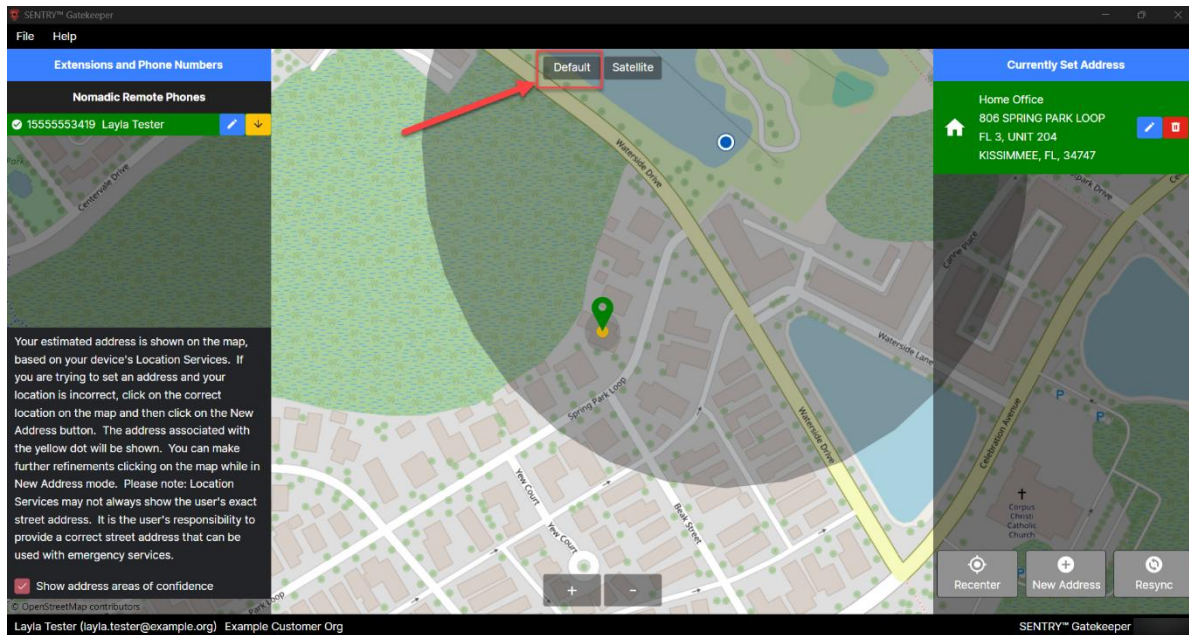 SENTRY™ Gatekeeper
File Help
Extensions and Phone Numbers
Nomadic Remote Phones
15555553419 Layla Tester
Centervale Drive
Your estimated address is shown on the map,
based on your device's Location Services. If
you are trying to set an address and your
location is incorrect, click on the correct
location on the map and then click on the New
Address button. The address associated with
the yellow dot will be shown. You can make
further refinements clicking on the map while in
New Address mode. Please note: Location
Services may not always show the user's exact
street address. It is the user's responsibility to
provide a correct street address that can be
used with emergency services.
Show address areas of confidence
© OpenStreetMap contributors
Default Satellite
Waterside Drive
Spring Park Loop
Waterside Drive
Waterside Lane
Yew Court
Yew Court
Beak Street
Park Loop
+ -
Currently Set Address
Home Office
806 SPRING PARK LOOP
FL 3, UNIT 204
KISSIMMEE, FL, 34747
Celebration Avenue
P
P
Corpus
Christi
Catholic
Church
Recenter New Address Resync
Layla Tester (layla.tester@example.org) Example Customer Org
SENTRY™ Gatekeeper